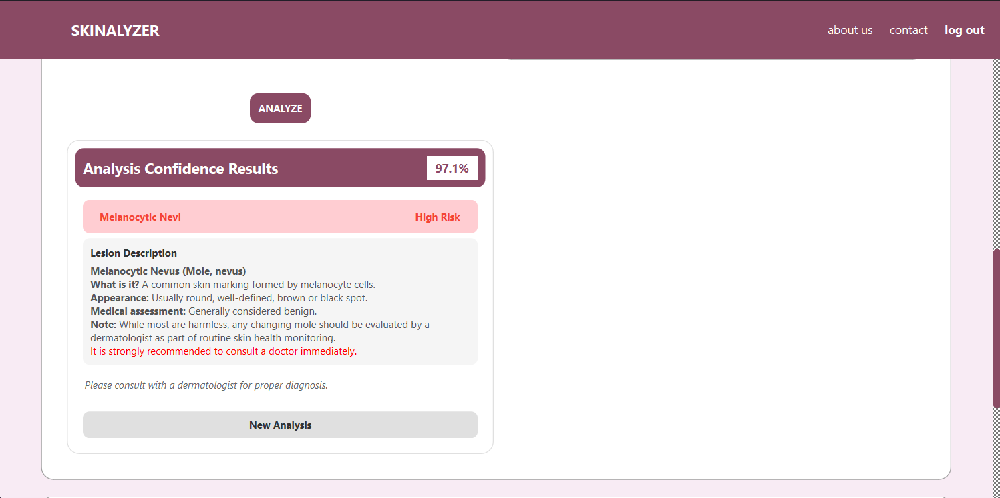 SKINALYZER
about us contact log out
ANALYZE
Analysis Confidence Results 97.1%
Melanocytic Nevi High Risk
Lesion Description
Melanocytic Nevus (Mole, nevus)
What is it? A common skin marking formed by melanocyte cells.
Appearance: Usually round, well-defined, brown or black spot.
Medical assessment: Generally considered benign.
Note: While most are harmless, any changing mole should be evaluated by a
dermatologist as part of routine skin health monitoring.
It is strongly recommended to consult a doctor immediately.
Please consult with a dermatologist for proper diagnosis.
New Analysis